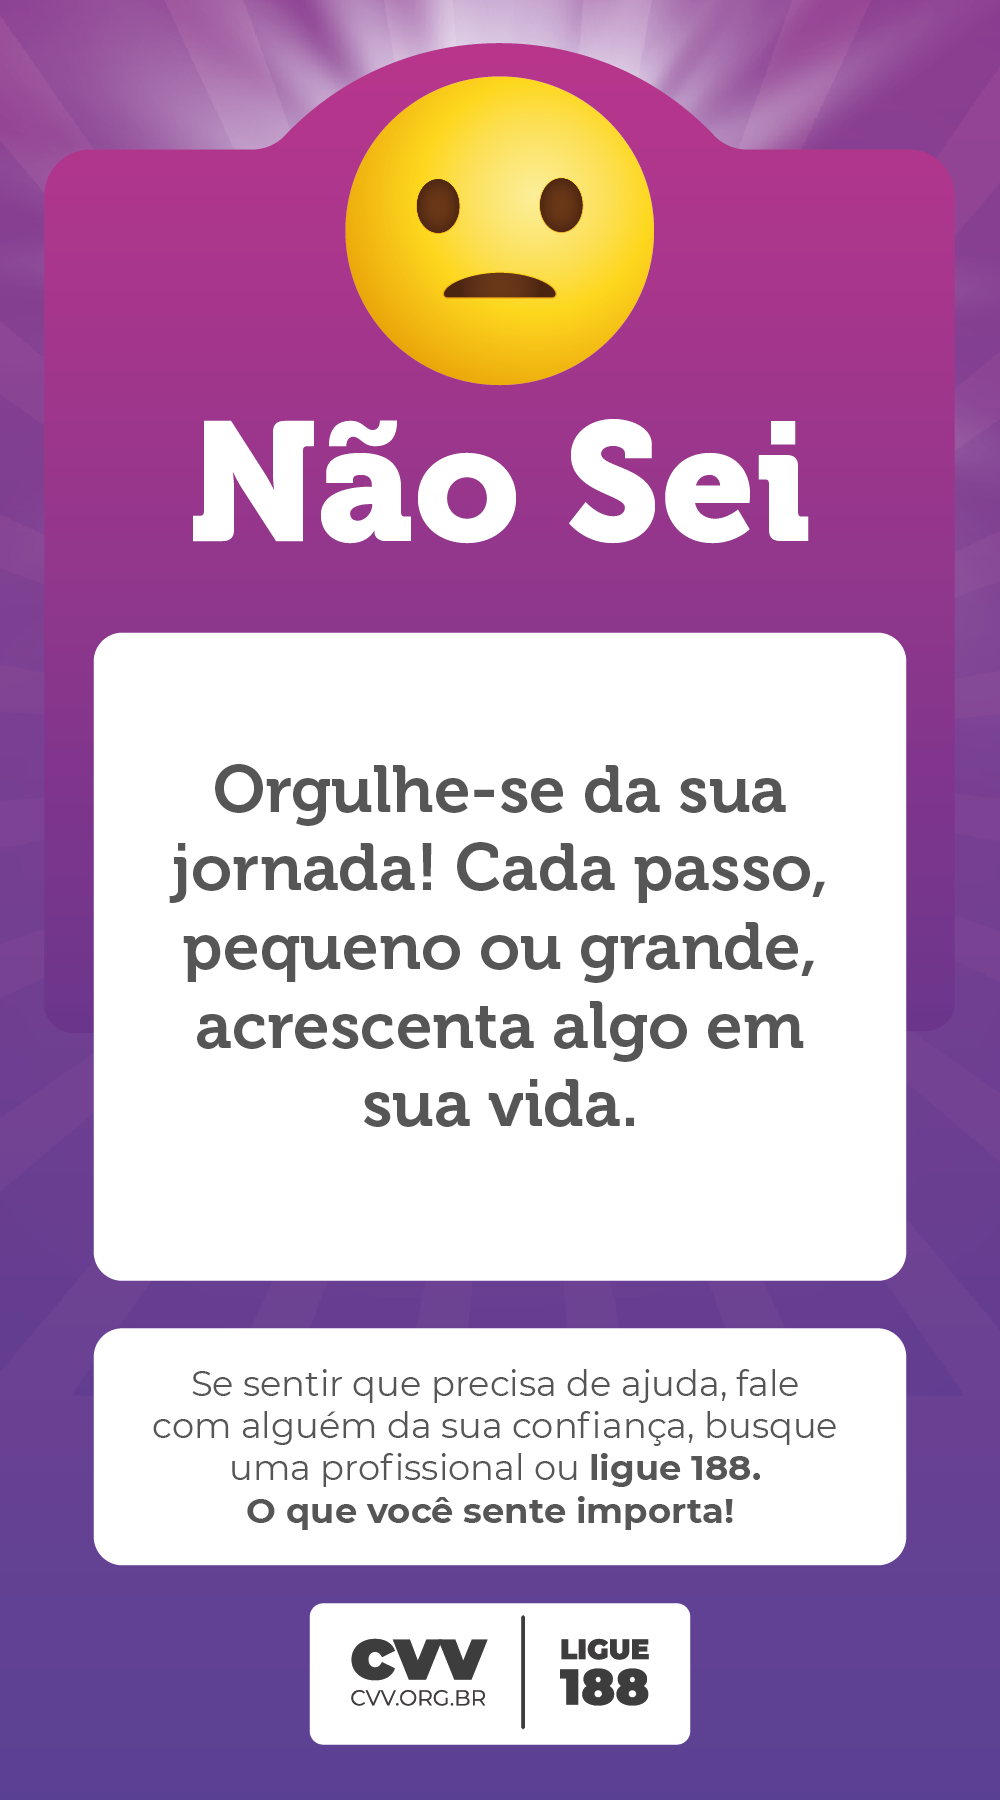 Não Sei
Orgulhe-se da sua
jornada! Cada passo,
pequeno ou grande,
acrescenta algo em
sua vida.
Se sentir que precisa de ajuda, fale
com alguém da sua confiança, busque
uma profissional ou ligue 188.
O que você sente importa!
CVV
CVV.ORG.BR
LIGUE
188